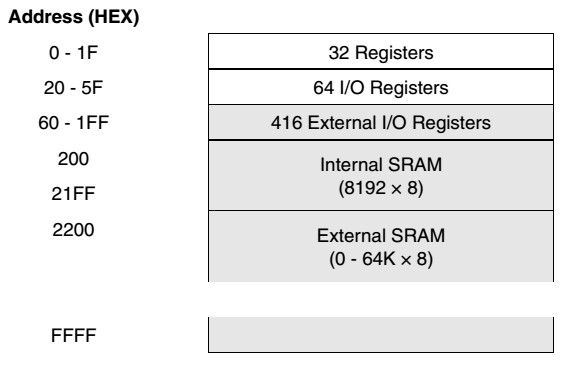 Address (HEX)
0 - 1F
32 Registers
20 - 5F
64 I/O Registers
60 - 1FF
416 External I/O Registers
200
Internal SRAM
(8192 × 8)
21FF
2200
External SRAM
(0 - 64K × 8)
FFFF